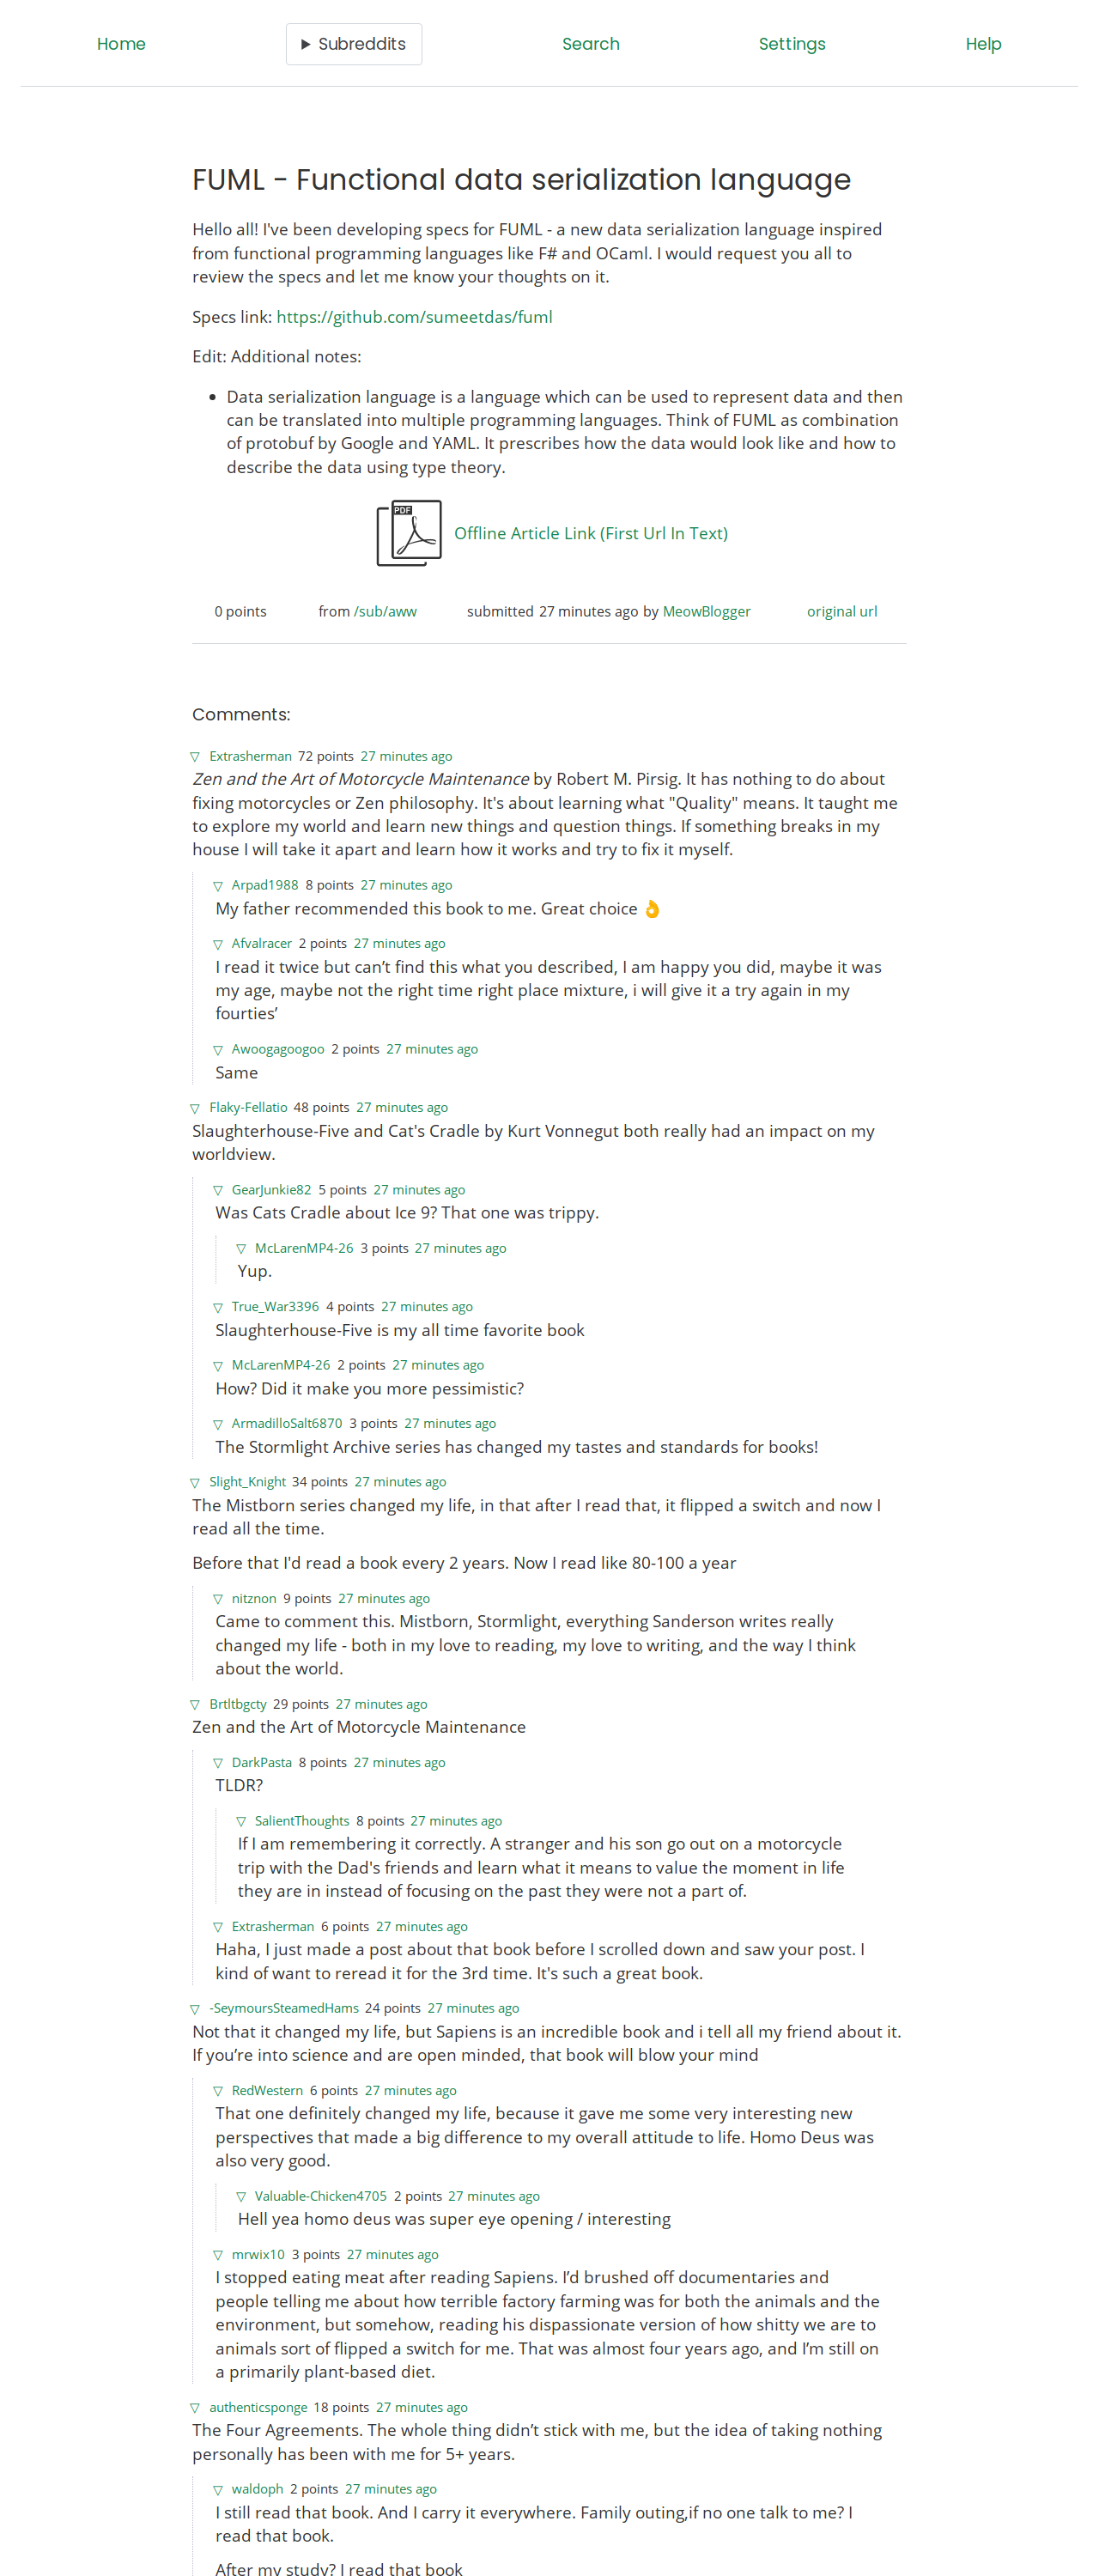 Home
▶ Subreddits
Search
Settings
Help
FUML - Functional data serialization language
Hello all! I've been developing specs for FUML - a new data serialization language inspired
from functional programming languages like F# and OCaml. I would request you all to
review the specs and let me know your thoughts on it.
Specs link: https://github.com/sumeetdas/fuml
Edit: Additional notes:
• Data serialization language is a language which can be used to represent data and then
can be translated into multiple programming languages. Think of FUML as combination
of protobuf by Google and YAML. It prescribes how the data would look like and how to
describe the data using type theory.
PDF
Offline Article Link (First Url In Text)
0 points from /sub/aww submitted 27 minutes ago by MeowBlogger original url
Comments:
▽ Extrasherman 72 points 27 minutes ago
Zen and the Art of Motorcycle Maintenance by Robert M. Pirsig. It has nothing to do about
fixing motorcycles or Zen philosophy. It's about learning what "Quality" means. It taught me
to explore my world and learn new things and question things. If something breaks in my
house I will take it apart and learn how it works and try to fix it myself.
▽ Arpad1988 8 points 27 minutes ago
My father recommended this book to me. Great choice 👌
▽ Afvalracer 2 points 27 minutes ago
I read it twice but can’t find this what you described, I am happy you did, maybe it was
my age, maybe not the right time right place mixture, i will give it a try again in my
fourties’
▽ Awoogagoogoo 2 points 27 minutes ago
Same
▽ Flaky-Fellatio 48 points 27 minutes ago
Slaughterhouse-Five and Cat's Cradle by Kurt Vonnegut both really had an impact on my
worldview.
▽ GearJunkie82 5 points 27 minutes ago
Was Cats Cradle about Ice 9? That one was trippy.
▽ McLarenMP4-26 3 points 27 minutes ago
Yup.
▽ True_War3396 4 points 27 minutes ago
Slaughterhouse-Five is my all time favorite book
▽ McLarenMP4-26 2 points 27 minutes ago
How? Did it make you more pessimistic?
▽ ArmadilloSalt6870 3 points 27 minutes ago
The Stormlight Archive series has changed my tastes and standards for books!
▽ Slight_Knight 34 points 27 minutes ago
The Mistborn series changed my life, in that after I read that, it flipped a switch and now I
read all the time.
Before that I'd read a book every 2 years. Now I read like 80-100 a year
▽ nitznon 9 points 27 minutes ago
Came to comment this. Mistborn, Stormlight, everything Sanderson writes really
changed my life - both in my love to reading, my love to writing, and the way I think
about the world.
▽ Brtltbgcty 29 points 27 minutes ago
Zen and the Art of Motorcycle Maintenance
▽ DarkPasta 8 points 27 minutes ago
TLDR?
▽ SalientThoughts 8 points 27 minutes ago
If I am remembering it correctly. A stranger and his son go out on a motorcycle
trip with the Dad's friends and learn what it means to value the moment in life
they are in instead of focusing on the past they were not a part of.
▽ Extrasherman 6 points 27 minutes ago
Haha, I just made a post about that book before I scrolled down and saw your post. I
kind of want to reread it for the 3rd time. It's such a great book.
▽ -SeymoursSteamedHams 24 points 27 minutes ago
Not that it changed my life, but Sapiens is an incredible book and i tell all my friend about it.
If you’re into science and are open minded, that book will blow your mind
▽ RedWestern 6 points 27 minutes ago
That one definitely changed my life, because it gave me some very interesting new
perspectives that made a big difference to my overall attitude to life. Homo Deus was
also very good.
▽ Valuable-Chicken4705 2 points 27 minutes ago
Hell yea homo deus was super eye opening / interesting
▽ mrwix10 3 points 27 minutes ago
I stopped eating meat after reading Sapiens. I’d brushed off documentaries and
people telling me about how terrible factory farming was for both the animals and the
environment, but somehow, reading his dispassionate version of how shitty we are to
animals sort of flipped a switch for me. That was almost four years ago, and I’m still on
a primarily plant-based diet.
▽ authenticsponge 18 points 27 minutes ago
The Four Agreements. The whole thing didn’t stick with me, but the idea of taking nothing
personally has been with me for 5+ years.
▽ waldoph 2 points 27 minutes ago
I still read that book. And I carry it everywhere. Family outing,if no one talk to me? I
read that book.
After my study? I read that book